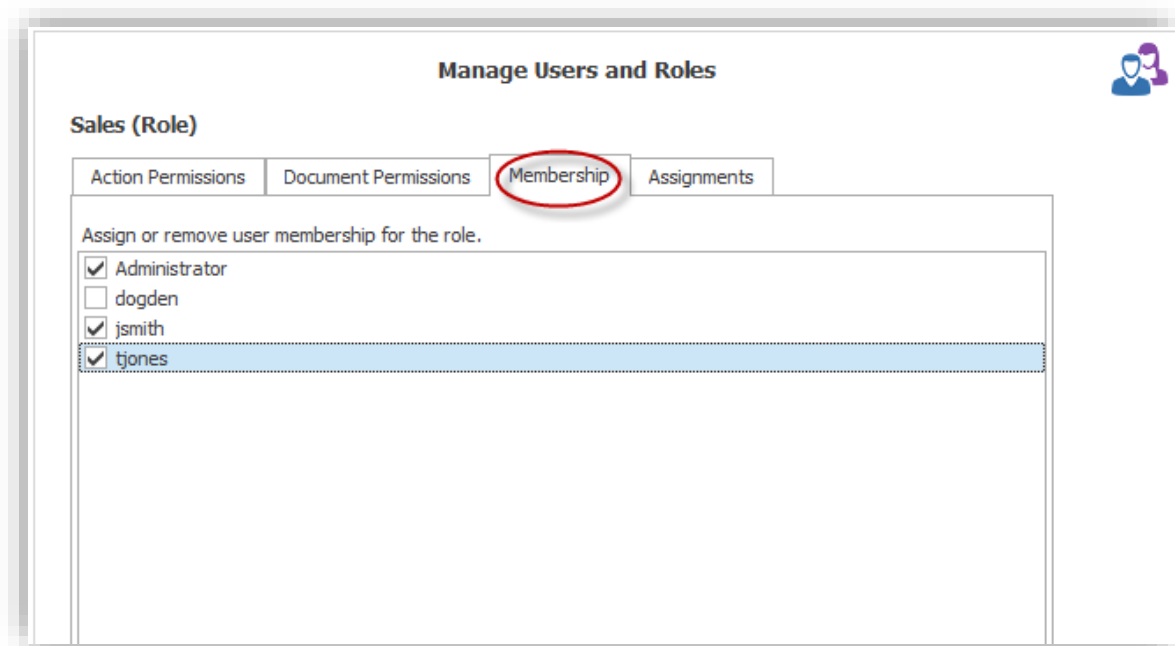 Manage Users and Roles
Sales (Role)
Action Permissions Document Permissions Membership Assignments
Assign or remove user membership for the role.
Administrator
dogden
jsmith
tjones